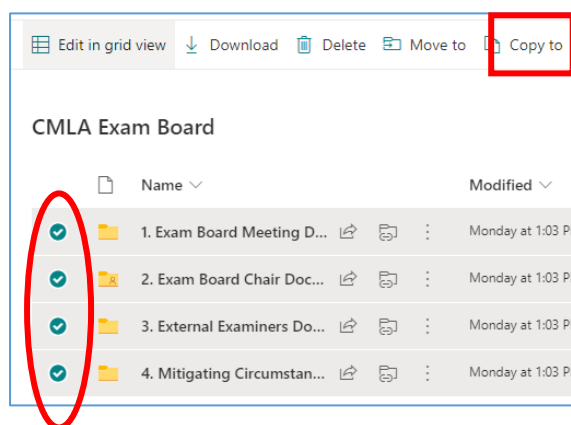 Edit in grid view Download Delete Move to Copy to
CMLA Exam Board
Name Modified
1. Exam Board Meeting D... Monday at 1:03 P
2. Exam Board Chair Doc... Monday at 1:03 P
3. External Examiners Do... Monday at 1:03 P
4. Mitigating Circumstan... Monday at 1:03 P